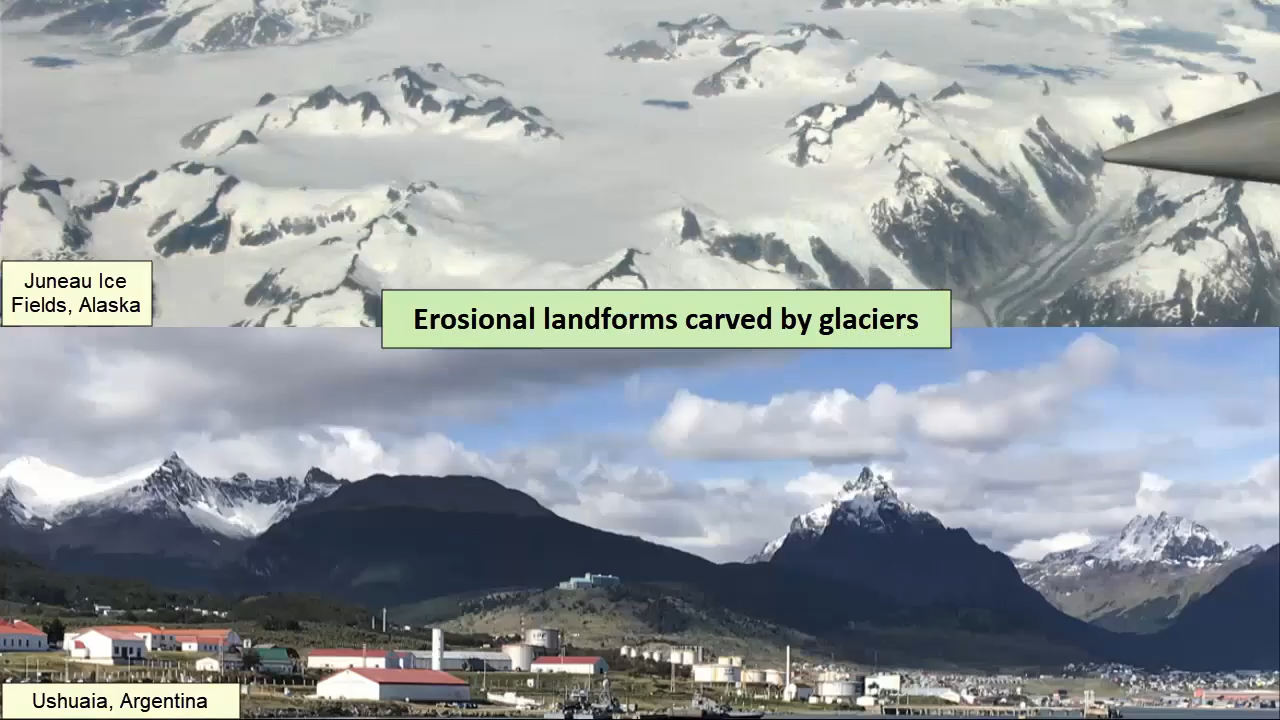 Juneau Ice
Fields, Alaska
Erosional landforms carved by glaciers
Ushuaia, Argentina